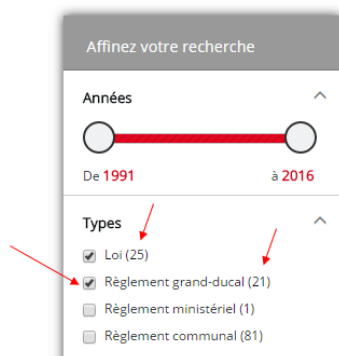 Affinez votre recherche
Années
De 1991 à 2016
Types
Loi (25)
Règlement grand-ducal (21)
Règlement ministériel (1)
Règlement communal (81)